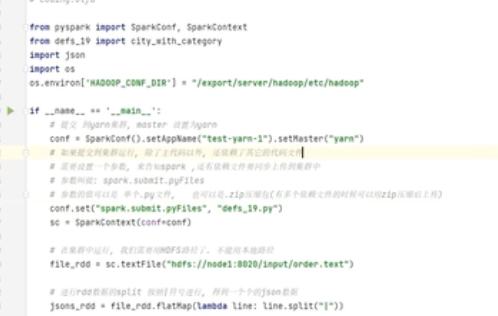 # coding:utf8
from pyspark import SparkConf, SparkContext
from defs_19 import city_with_category
import json
import os
os.environ['HADOOP_CONF_DIR'] = "/export/server/hadoop/etc/hadoop"
if __name__ == '__main__':
# 提交 到yarn集群, master 设置为yarn
conf = SparkConf().setAppName("test-yarn-1").setMaster("yarn")
# 如果提交到集群运行, 除了主代码以外, 还依赖了其它的代码文件
# 需要设置一个参数, 来告知spark ,还有依赖文件要同步上传到集群中
# 参数叫做: spark.submit.pyFiles
# 参数的值可以是 单个.py文件, 也可以是.zip压缩包(有多个依赖文件的时候可以用zip压缩后上传)
conf.set("spark.submit.pyFiles", "defs_19.py")
sc = SparkContext(conf=conf)
# 在集群中运行, 我们需要用HDFS路径了. 不能用本地路径
file_rdd = sc.textFile("hdfs://node1:8020/input/order.text")
# 进行rdd数据的split 按照|符号进行, 得到一个个的json数据
jsons_rdd = file_rdd.flatMap(lambda line: line.split("|"))